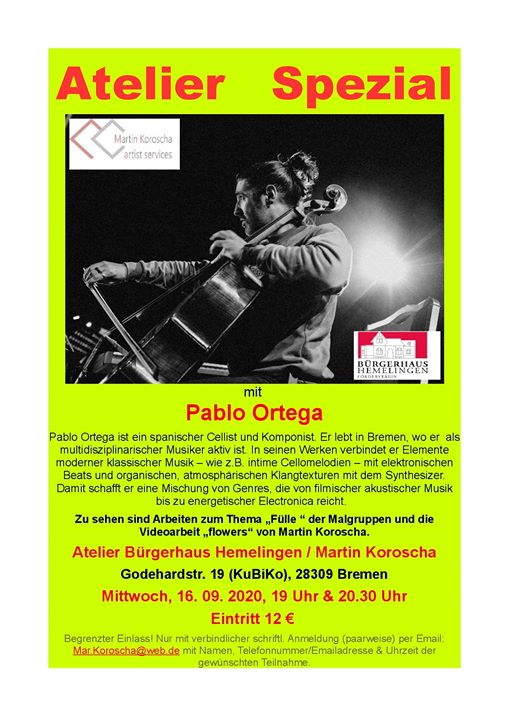 Atelier Spezial
Martin Koroscha
artist services
BÜRGERHAUS
HEMELINGEN
FÖRDERVEREIN
mit
Pablo Ortega
Pablo Ortega ist ein spanischer Cellist und Komponist. Er lebt in Bremen, wo er als
multidisziplinarischer Musiker aktiv ist. In seinen Werken verbindet er Elemente
moderner klassischer Musik – wie z.B. intime Cellomelodien – mit elektronischen
Beats und organischen, atmosphärischen Klangtexturen mit dem Synthesizer.
Damit schafft er eine Mischung von Genres, die von filmischer akustischer Musik
bis zu energetischer Electronica reicht.
Zu sehen sind Arbeiten zum Thema „Fülle “ der Malgruppen und die
Videoarbeit „flowers“ von Martin Koroscha.
Atelier Bürgerhaus Hemelingen / Martin Koroscha
Godehardstr. 19 (KuBiKo), 28309 Bremen
Mittwoch, 16. 09. 2020, 19 Uhr & 20.30 Uhr
Eintritt 12 €
Begrenzter Einlass! Nur mit verbindlicher schriftl. Anmeldung (paarweise) per Email:
Mar.Koroscha@web.de mit Namen, Telefonnummer/Emailadresse & Uhrzeit der
gewünschten Teilnahme.